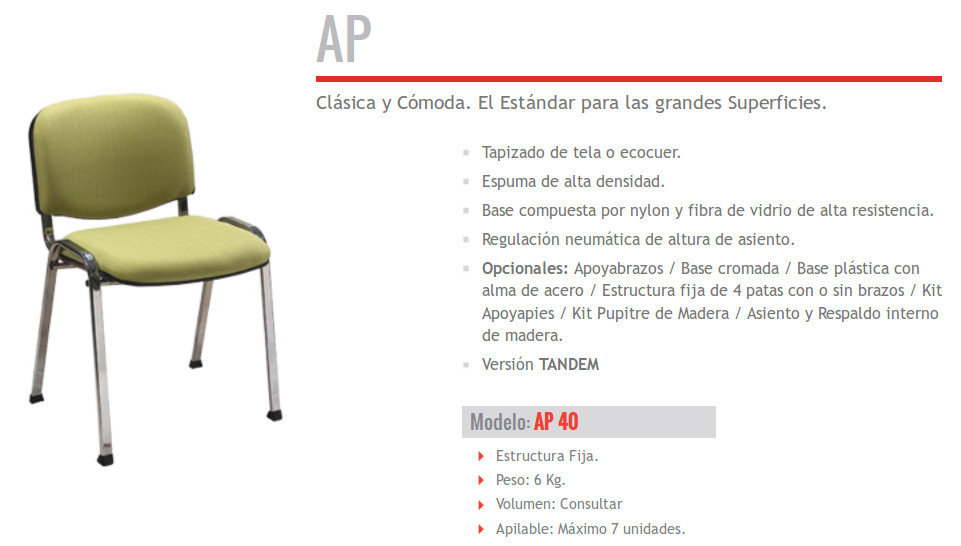 AP
Clásica y Cómoda. El Estándar para las grandes Superficies.
Tapizado de tela o ecocuer.
Espuma de alta densidad.
Base compuesta por nylon y fibra de vidrio de alta resistencia.
Regulación neumática de altura de asiento.
Opcionales: Apoyabrazos / Base cromada / Base plástica con
alma de acero / Estructura fija de 4 patas con o sin brazos / Kit
Apoyapies / Kit Pupitre de Madera / Asiento y Respaldo interno
de madera.
Versión TANDEM
Modelo: AP 40
Estructura Fija.
Peso: 6 Kg.
Volumen: Consultar
Apilable: Máximo 7 unidades.